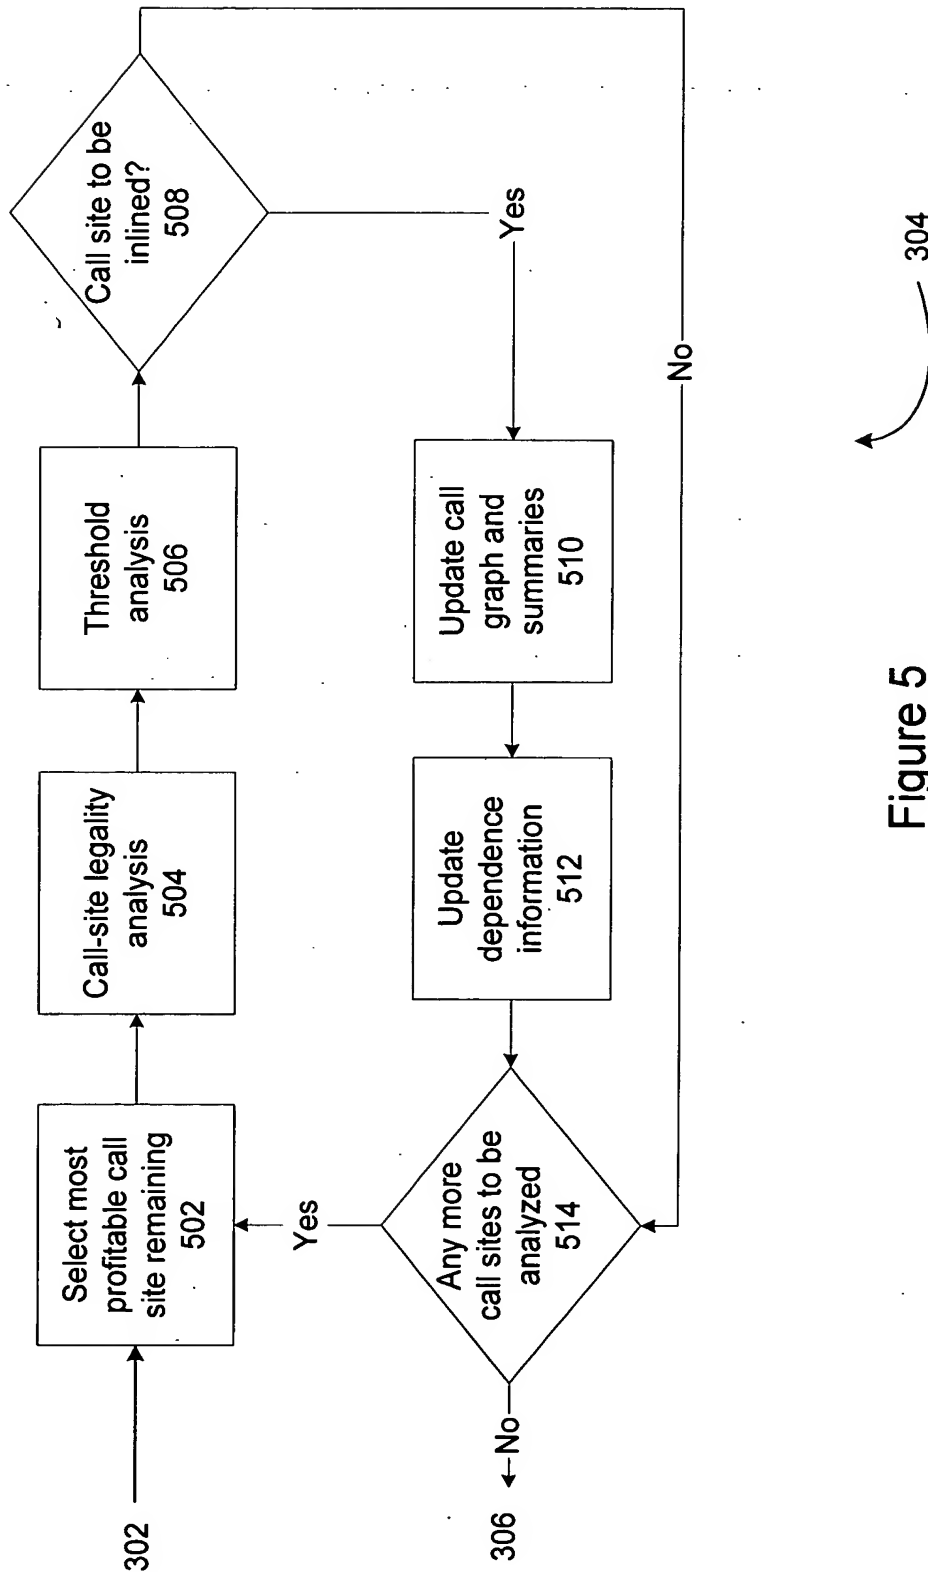 302
Select most
profitable call
site remaining
502
Call-site legality
analysis
504
Threshold
analysis
506
Call site to be
inlined?
508
Yes
Update call
graph and
summaries
510
Update
dependence
information
512
Any more
call sites to be
analyzed
514
Yes
No
306
No
304
Figure 5